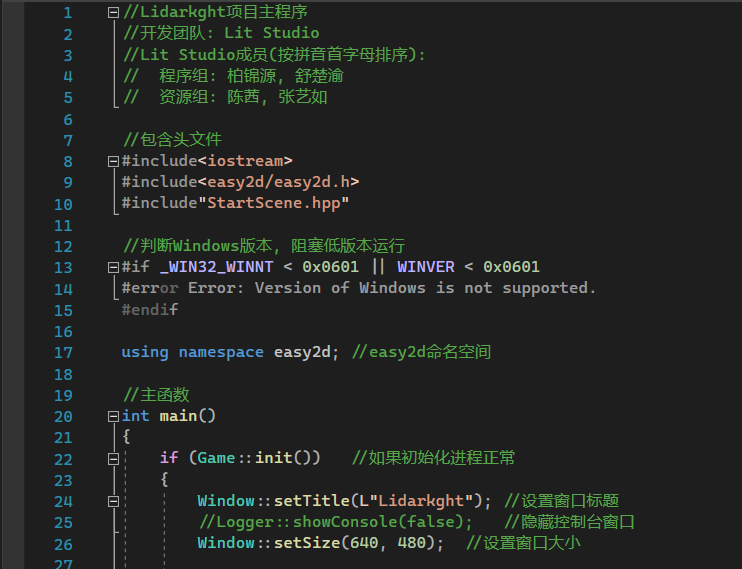 1 //Lidarkght项目主程序
2 //开发团队: Lit Studio
3 //Lit Studio成员(按拼音首字母排序):
4 //  程序组: 柏锦源, 舒楚渝
5 //  资源组: 陈茜, 张艺如
6
7 //包含头文件
8 #include<iostream>
9 #include<easy2d/easy2d.h>
10 #include"StartScene.hpp"
11
12 //判断Windows版本, 阻塞低版本运行
13 #if _WIN32_WINNT < 0x0601 || WINVER < 0x0601
14 #error Error: Version of Windows is not supported.
15 #endif
16
17 using namespace easy2d; //easy2d命名空间
18
19 //主函数
20 int main()
21 {
22     if (Game::init())   //如果初始化进程正常
23     {
24         Window::setTitle(L"Lidarkght"); //设置窗口标题
25         //Logger::showConsole(false);   //隐藏控制台窗口
26         Window::setSize(640, 480);  //设置窗口大小
27